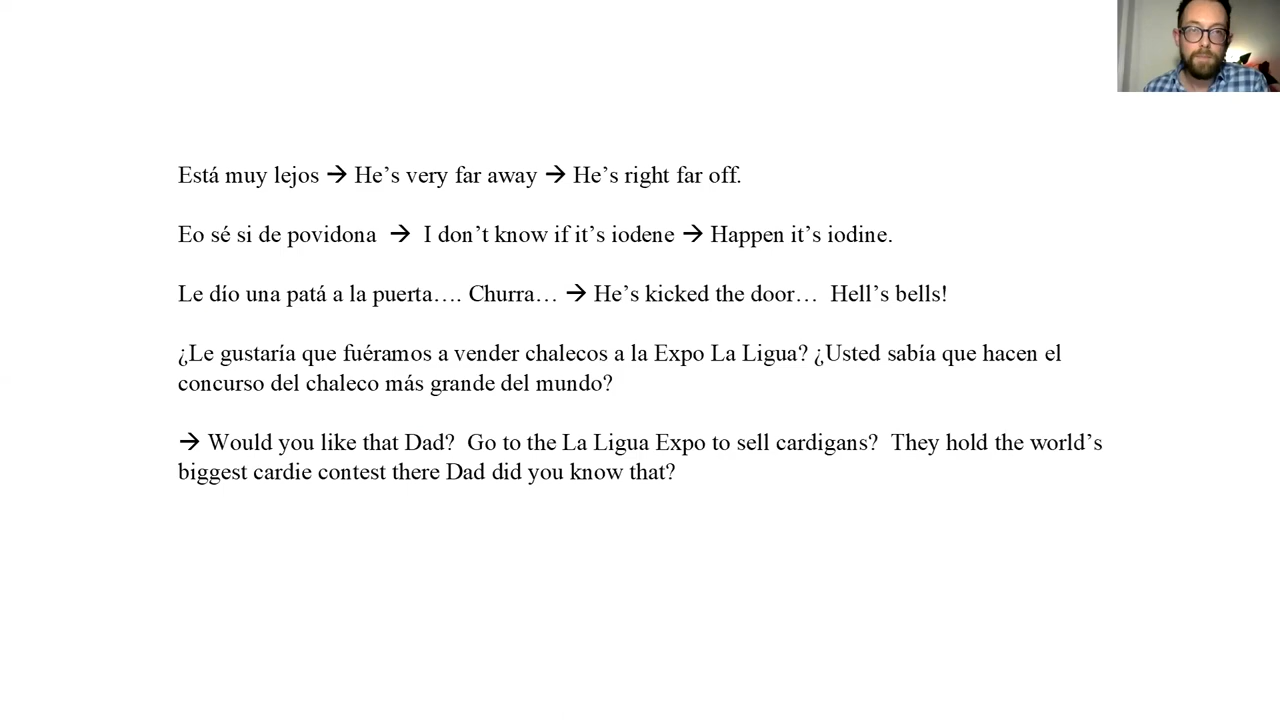 Está muy lejos → He's very far away → He's right far off.
Eo sé si de povidona → I don't know if it's iodene → Happen it's iodine.
Le dío una patá a la puerta…. Churra… → He's kicked the door… Hell's bells!
¿Le gustaría que fuéramos a vender chalecos a la Expo La Ligua? ¿Usted sabía que hacen el
concurso del chaleco más grande del mundo?
→ Would you like that Dad? Go to the La Ligua Expo to sell cardigans? They hold the world's
biggest cardie contest there Dad did you know that?